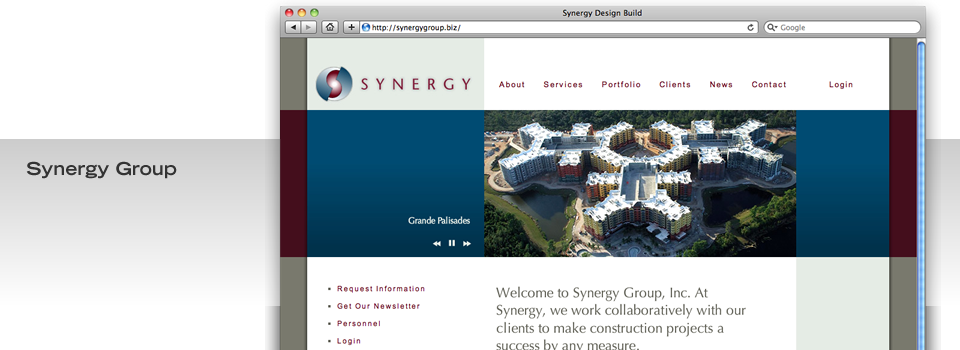 Synergy Design Build
http://synergygroup.biz/
Google
SYNERGY
About Services Portfolio Clients News Contact Login
Synergy Group
Grande Palisades
Request Information
Get Our Newsletter
Personnel
Login
Welcome to Synergy Group, Inc. At
Synergy, we work collaboratively with our
clients to make construction projects a
success by any measure.